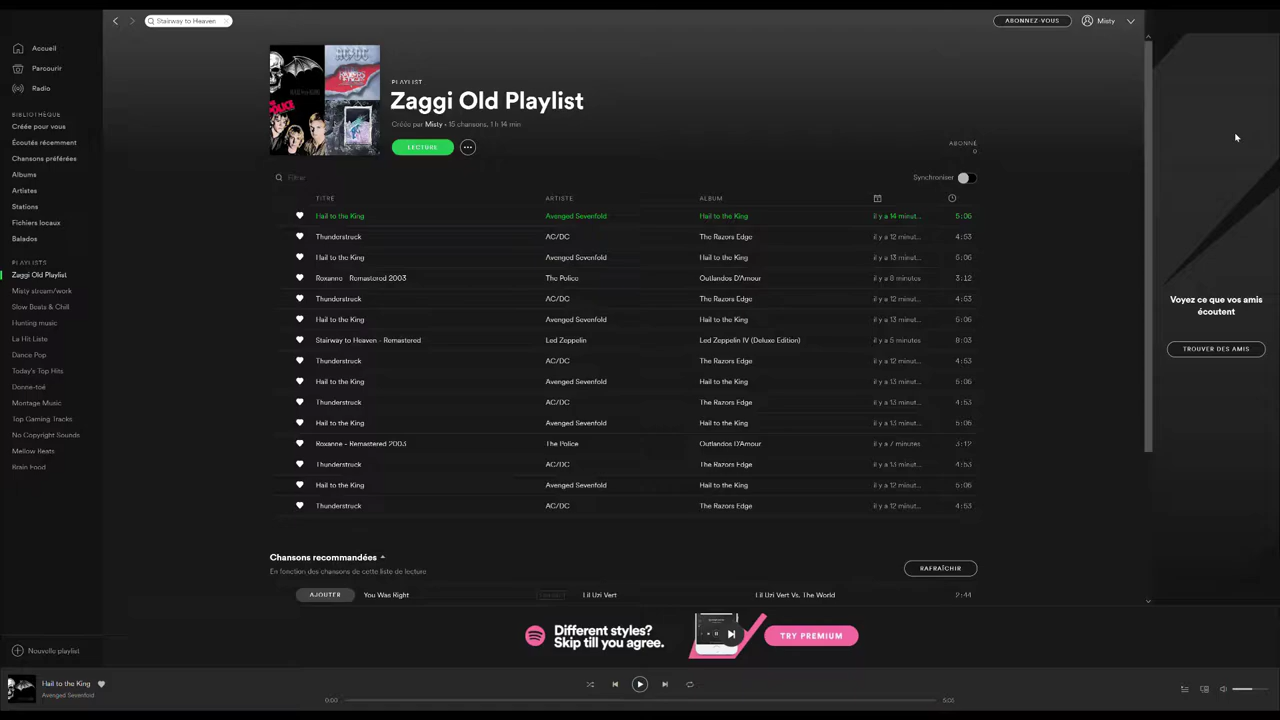 Stairway to Heaven
ABONNEZ-VOUS
Misty
Accueil
Parcourir
Radio
BIBLIOTHÈQUE
Créée pour vous
Écoutés récemment
Chansons préférées
Albums
Artistes
Stations
Fichiers locaux
Balados
PLAYLISTS
Zaggi Old Playlist
Misty stream/work
Slow Beats & Chill
Hunting music
La Hit Liste
Dance Pop
Today's Top Hits
Donne-toé
Montage Music
Top Gaming Tracks
No Copyright Sounds
Mellow Beats
Brain Food
Nouvelle playlist
AC/DC
POLICE
PLAYLIST
Zaggi Old Playlist
Créée par Misty • 15 chansons, 1 h 14 min
LECTURE
ABONNÉ
0
Filtrer
Synchroniser
TITRE ARTISTE ALBUM
Hail to the King Avenged Sevenfold Hail to the King il y a 14 minut... 5:06
Thunderstruck AC/DC The Razors Edge il y a 12 minut... 4:53
Hail to the King Avenged Sevenfold Hail to the King il y a 13 minut... 5:06
Roxanne - Remastered 2003 The Police Outlandos D'Amour il y a 8 minutes 3:12
Thunderstruck AC/DC The Razors Edge il y a 12 minut... 4:53
Hail to the King Avenged Sevenfold Hail to the King il y a 13 minut... 5:06
Stairway to Heaven - Remastered Led Zeppelin Led Zeppelin IV (Deluxe Edition) il y a 5 minutes 8:03
Thunderstruck AC/DC The Razors Edge il y a 12 minut... 4:53
Hail to the King Avenged Sevenfold Hail to the King il y a 13 minut... 5:06
Thunderstruck AC/DC The Razors Edge il y a 13 minut... 4:53
Hail to the King Avenged Sevenfold Hail to the King il y a 13 minut... 5:06
Roxanne - Remastered 2003 The Police Outlandos D'Amour il y a 7 minutes 3:12
Thunderstruck AC/DC The Razors Edge il y a 13 minut... 4:53
Hail to the King Avenged Sevenfold Hail to the King il y a 12 minut... 5:06
Thunderstruck AC/DC The Razors Edge il y a 12 minut... 4:53
Chansons recommandées
En fonction des chansons de cette liste de lecture
RAFRAÎCHIR
AJOUTER You Was Right Lil Uzi Vert Lil Uzi Vert Vs. The World 2:44
Voyez ce que vos amis
écoutent
TROUVER DES AMIS
Different styles?
Skip till you agree.
TRY PREMIUM
Hail to the King
Avenged Sevenfold
0:00
5:05